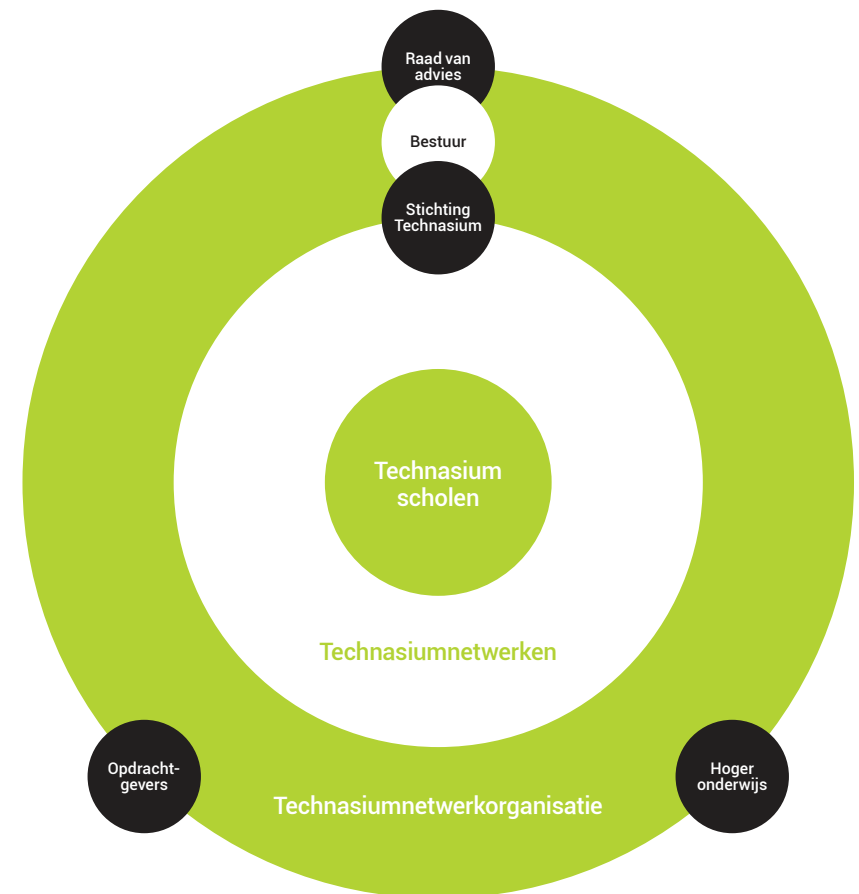 Raad van
advies
Bestuur
Stichting
Technasium
Technasium
scholen
Technasiumnetwerken
Opdracht-
gevers
Hoger
onderwijs
Technasiumnetwerkorganisatie